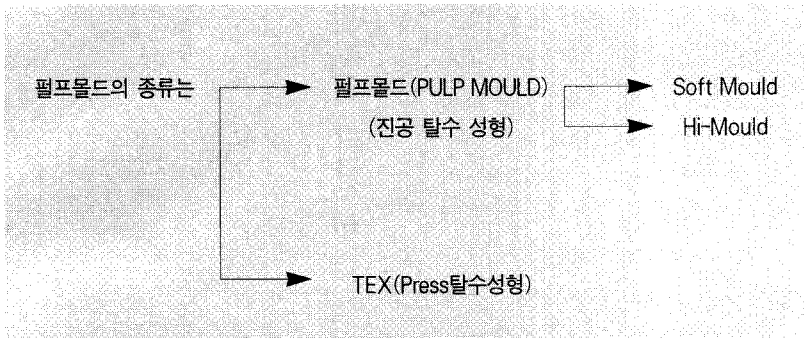 펄프몰드의 종류는
펄프몰드(PULP MOULD)
(진공 탈수 성형)
Soft Mould
Hi-Mould
TEX(Press탈수성형)